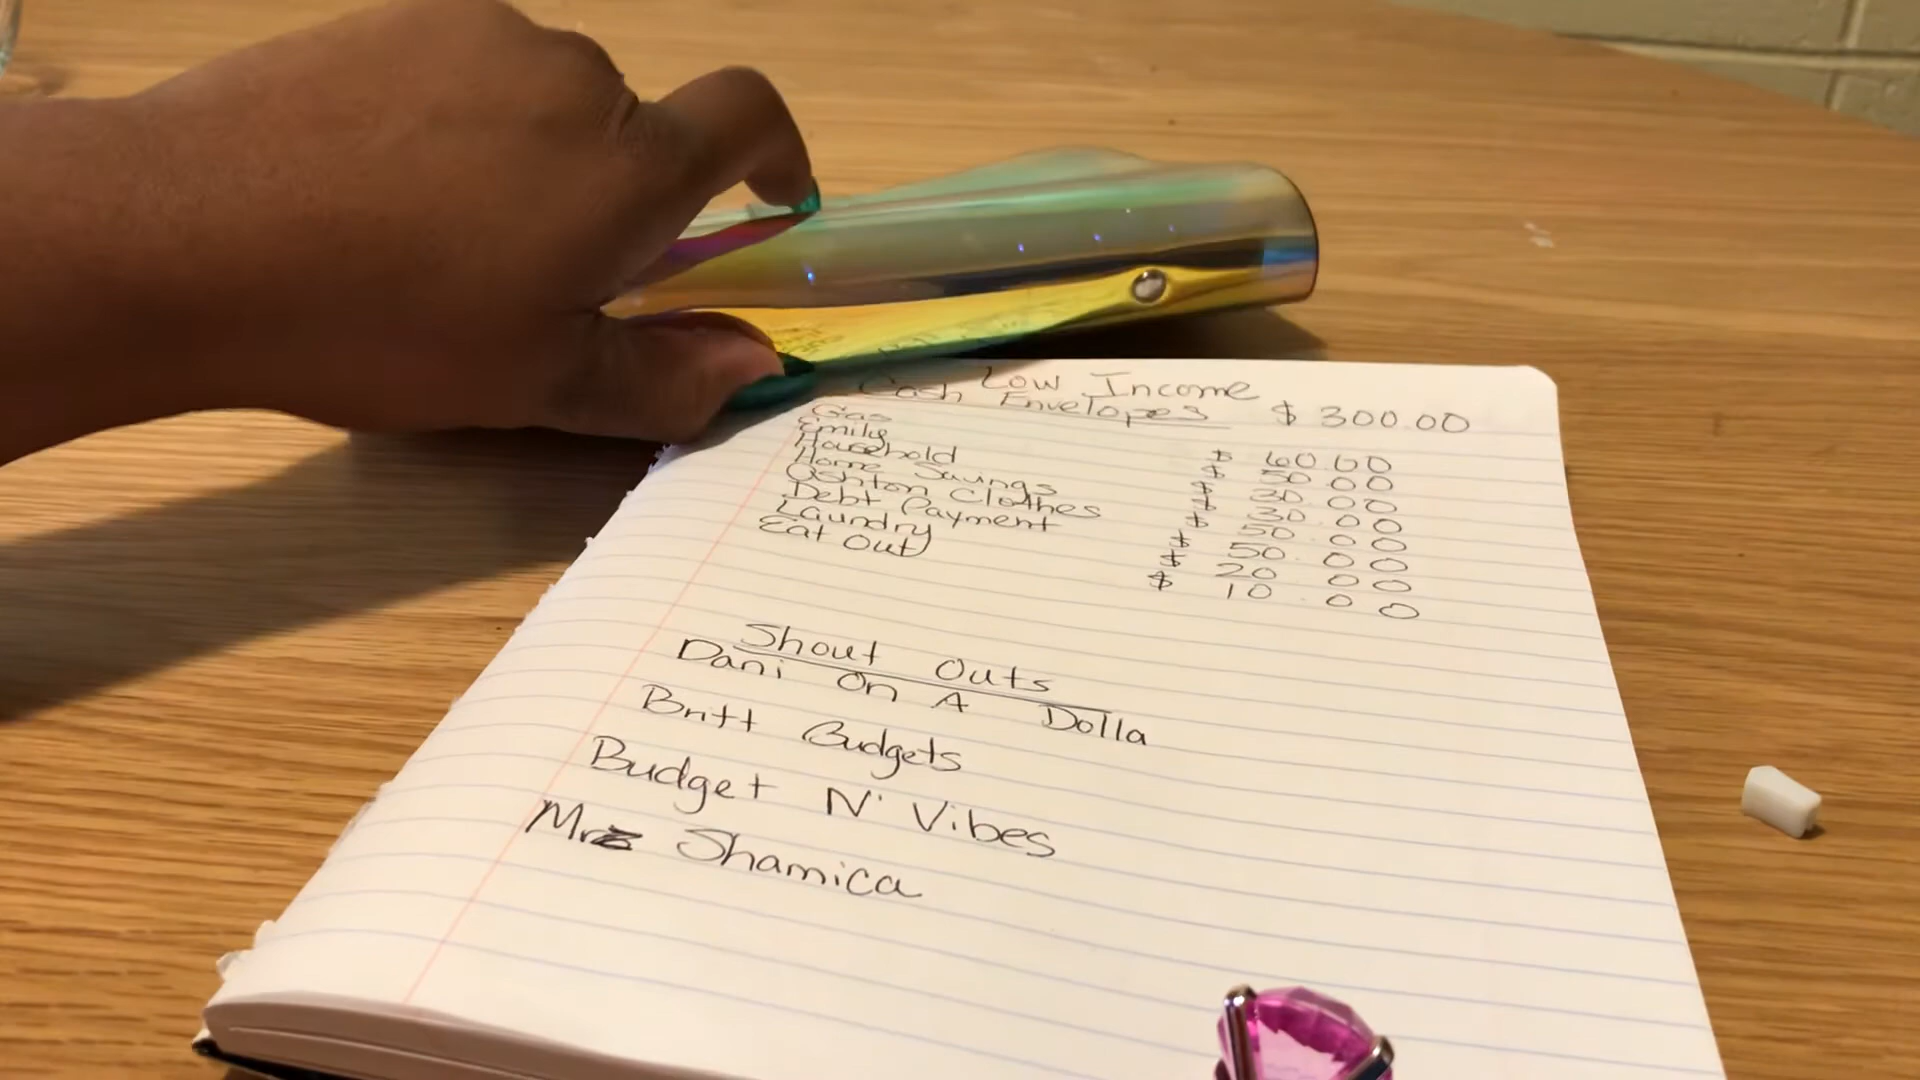 Low Income
Cash Envelopes $ 300.00
Gas $ 60.00
Emily $ 50.00
Household $ 30.00
Home Savings $ 30.00
Ashton Clothes $ 50.00
Debt Payment $ 50.00
Laundry $ 20.00
Eat Out $ 10.00
Shout Outs
Dani On A Dolla
Britt Budgets
Budget N' Vibes
Mrz Shamica